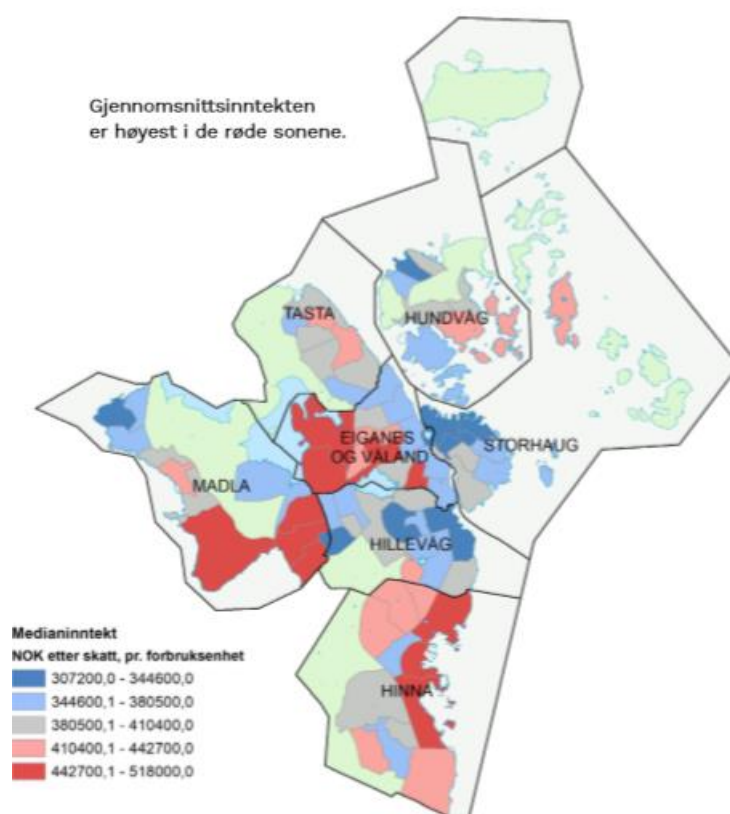 Gjennomsnittsinntekten
er høyest i de røde sonene.
TASTA
HUNDVÅG
EIGANES
OG VÅLAND
STORHAUG
MADLA
HILLEVÅG
HINNA
Medianinntekt
NOK etter skatt, pr. forbruksenhet
307200,0 - 344600,0
344600,1 - 380500,0
380500,1 - 410400,0
410400,1 - 442700,0
442700,1 - 518000,0